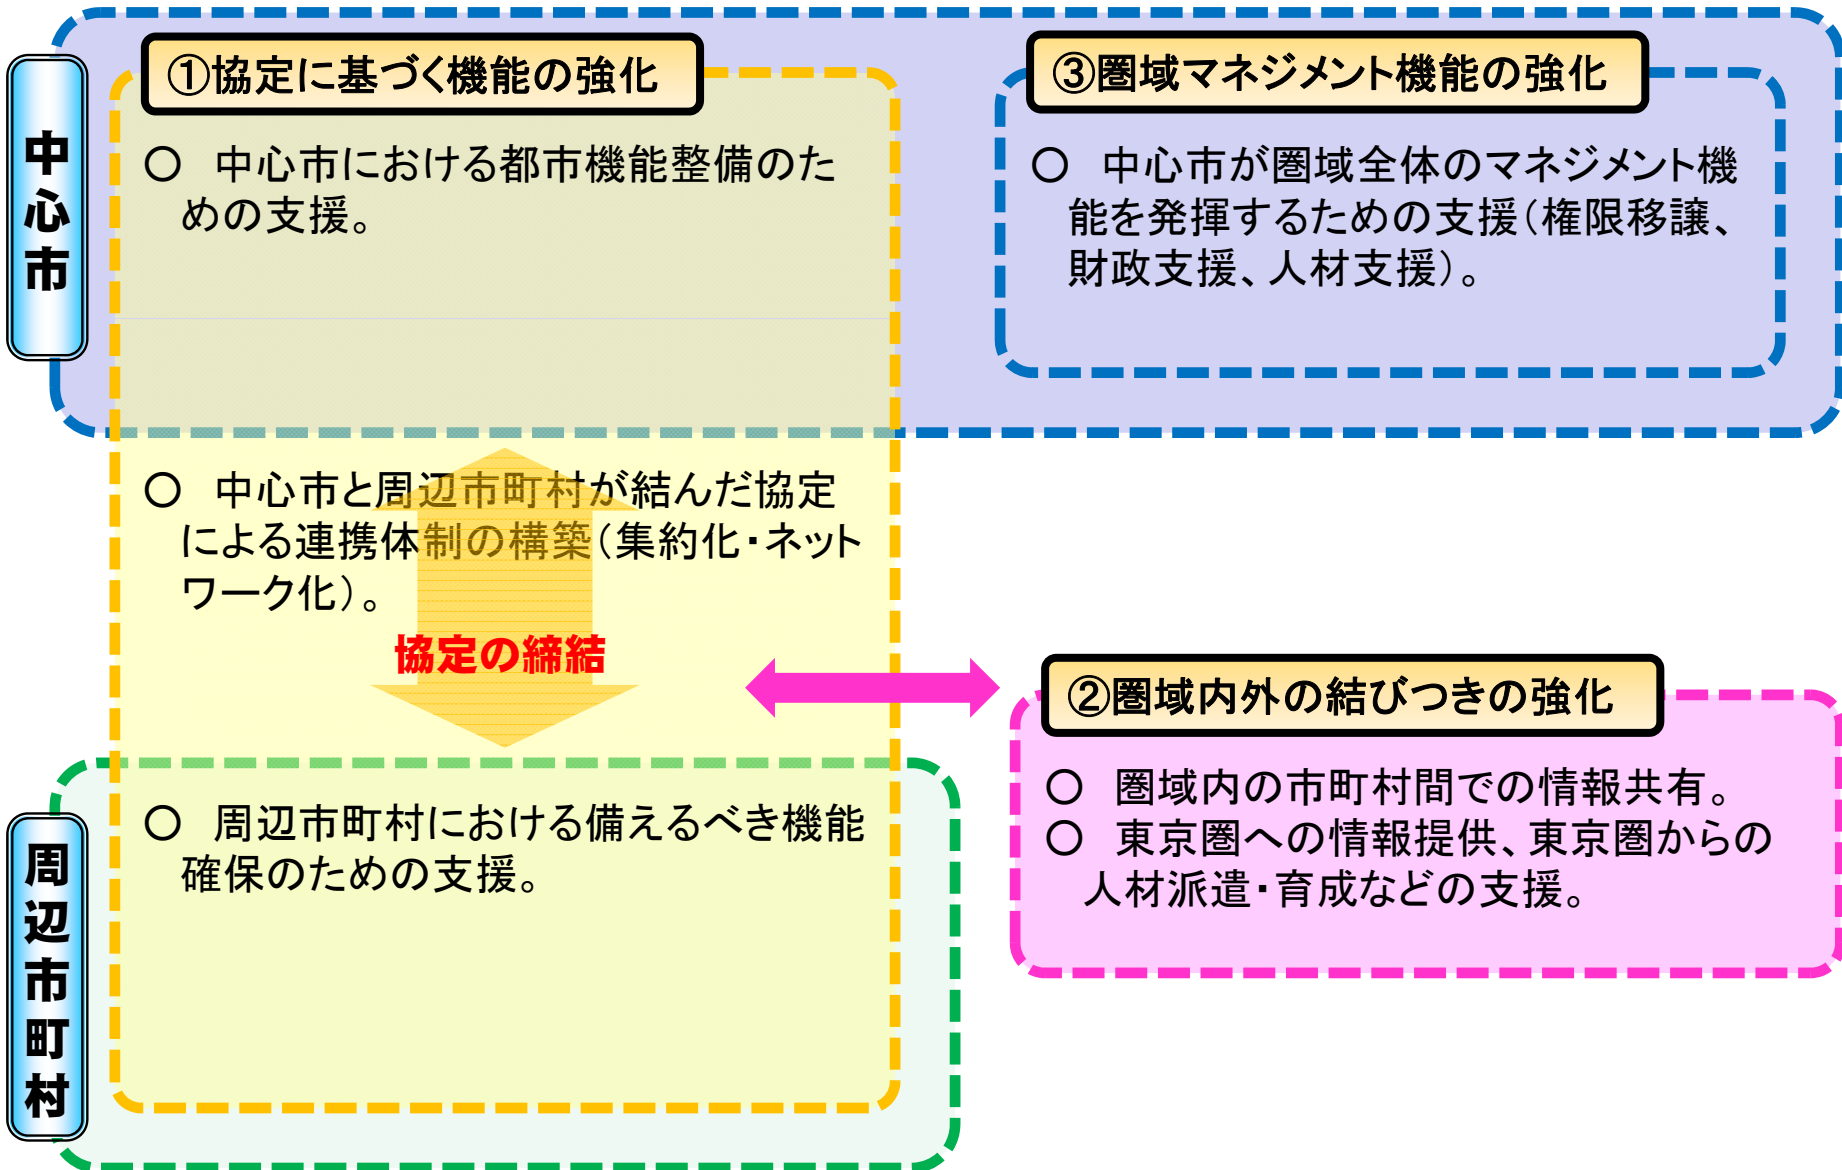 中心市
①協定に基づく機能の強化
○　中心市における都市機能整備のた
めの支援。
③圏域マネジメント機能の強化
○　中心市が圏域全体のマネジメント機
能を発揮するための支援（権限移譲、
財政支援、人材支援）。
○　中心市と周辺市町村が結んだ協定
による連携体制の構築（集約化・ネット
ワーク化）。
協定の締結
②圏域内外の結びつきの強化
○　圏域内の市町村間での情報共有。
○　東京圏への情報提供、東京圏からの
人材派遣・育成などの支援。
周辺市町村
○　周辺市町村における備えるべき機能
確保のための支援。